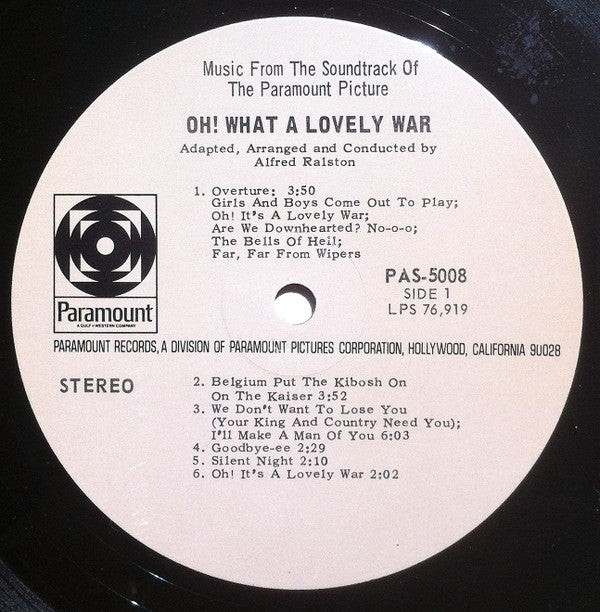 Music From The Soundtrack Of
The Paramount Picture
OH! WHAT A LOVELY WAR
Adapted, Arranged and Conducted by
Alfred Ralston
1. Overture: 3:50
Girls And Boys Come Out To Play;
Oh! It's A Lovely War;
Are We Downhearted? No-o-o;
The Bells Of Hell;
Far, Far From Wipers
PAS-5008
SIDE 1
LPS 76,919
Paramount
A GULF+WESTERN COMPANY
PARAMOUNT RECORDS, A DIVISION OF PARAMOUNT PICTURES CORPORATION, HOLLYWOOD, CALIFORNIA 90028
STEREO
2. Belgium Put The Kibosh On
On The Kaiser 3:52
3. We Don't Want To Lose You
(Your King And Country Need You);
I'll Make A Man Of You 6:03
4. Goodbye-ee 2:29
5. Silent Night 2:10
6. Oh! It's A Lovely War 2:02